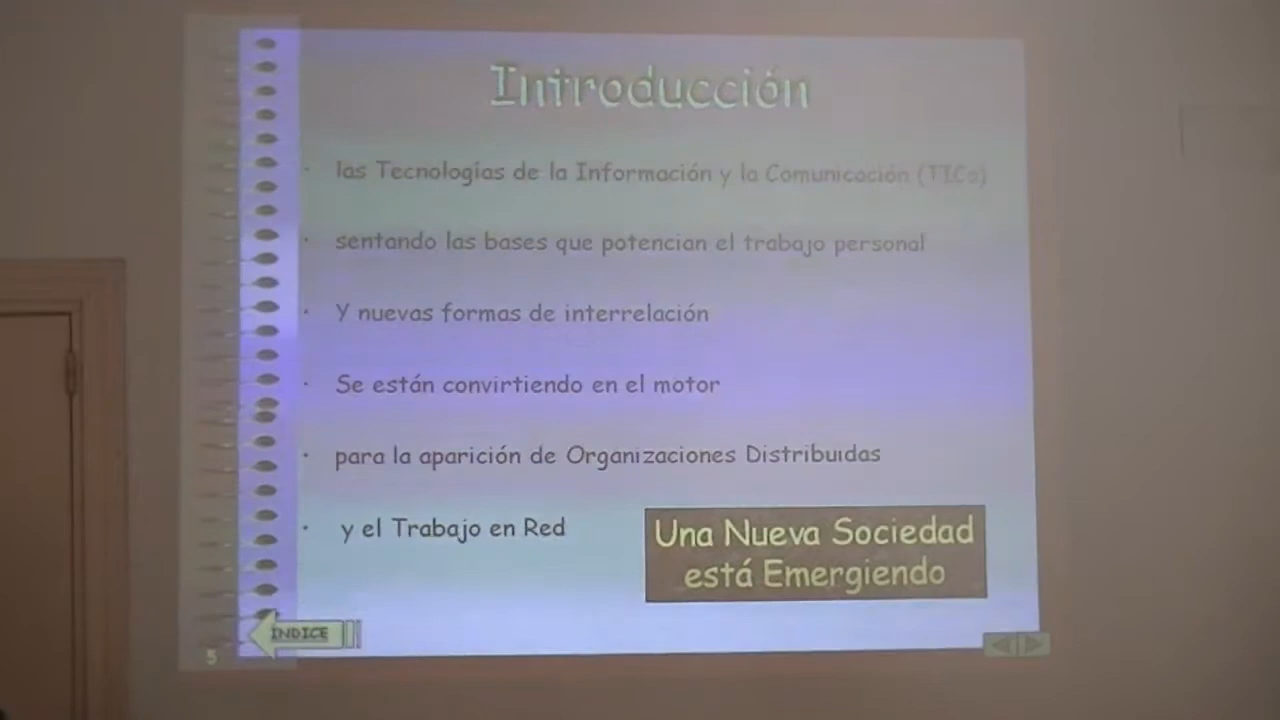 Introducción
· las Tecnologías de la Información y la Comunicación (TICs)
· sentando las bases que potencian el trabajo personal
· Y nuevas formas de interrelación
· Se están convirtiendo en el motor
· para la aparición de Organizaciones Distribuidas
· y el Trabajo en Red
Una Nueva Sociedad
está Emergiendo
INDICE
5